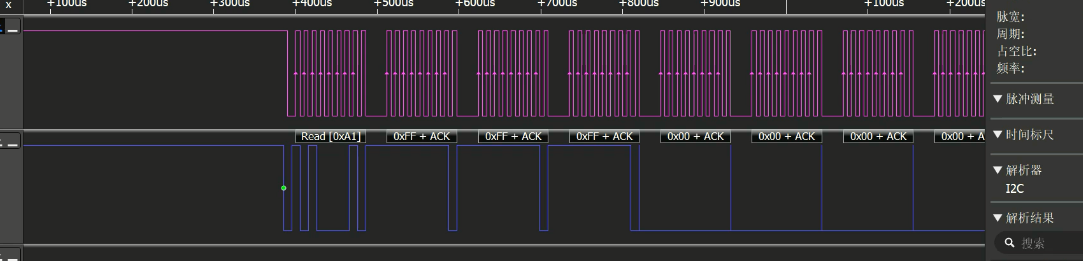 x +100us +200us +300us +400us +500us +600us +700us +800us +900us +100us +200us
脉宽:
周期:
占空比:
频率:
▼ 脉冲测量
Read [0xA1] 0xFF + ACK 0xFF + ACK 0xFF + ACK 0x00 + ACK 0x00 + ACK 0x00 + ACK 0x00 + A
▼ 时间标尺
▼ 解析器
I2C
▼ 解析结果
搜索